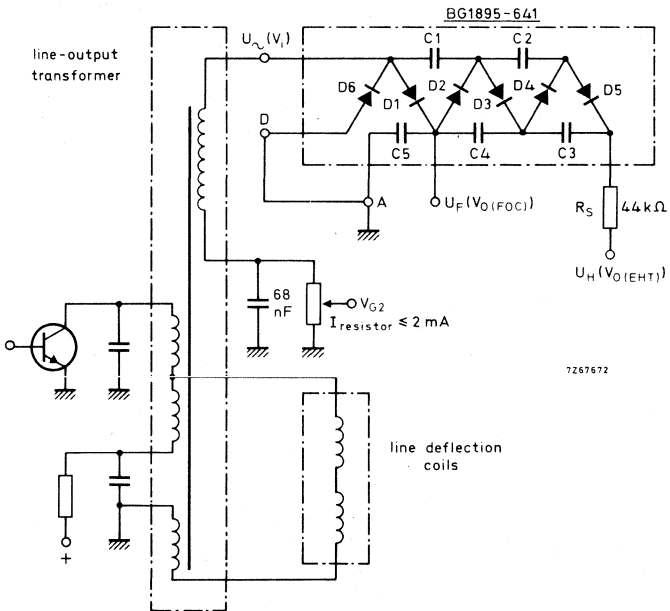 BG1895-641
line-output
transformer
U~(Vi)
C1
C2
D6
D1
D2
D3
D4
D5
D
C5
C4
C3
A
UF(VO(FOC))
RS
44kΩ
UH(VO(EHT))
68
nF
VG2
Iresistor ≤ 2 mA
7Z67672
line deflection
coils
+